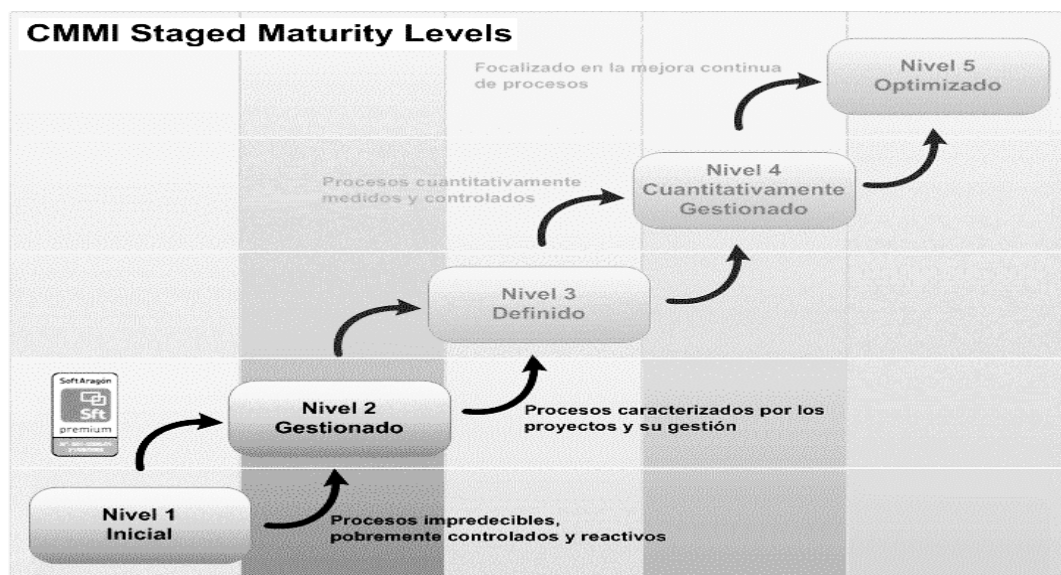 CMMI Staged Maturity Levels
Focalizado en la mejora continua
de procesos
Nivel 5
Optimizado
Procesos cuantitativamente
medidos y controlados
Nivel 4
Cuantitativamente
Gestionado
Nivel 3
Definido
SoftAragón
Sft
premium
Nivel 2
Gestionado
Procesos caracterizados por los
proyectos y su gestión
Nivel 1
Inicial
Procesos impredecibles,
pobremente controlados y reactivos